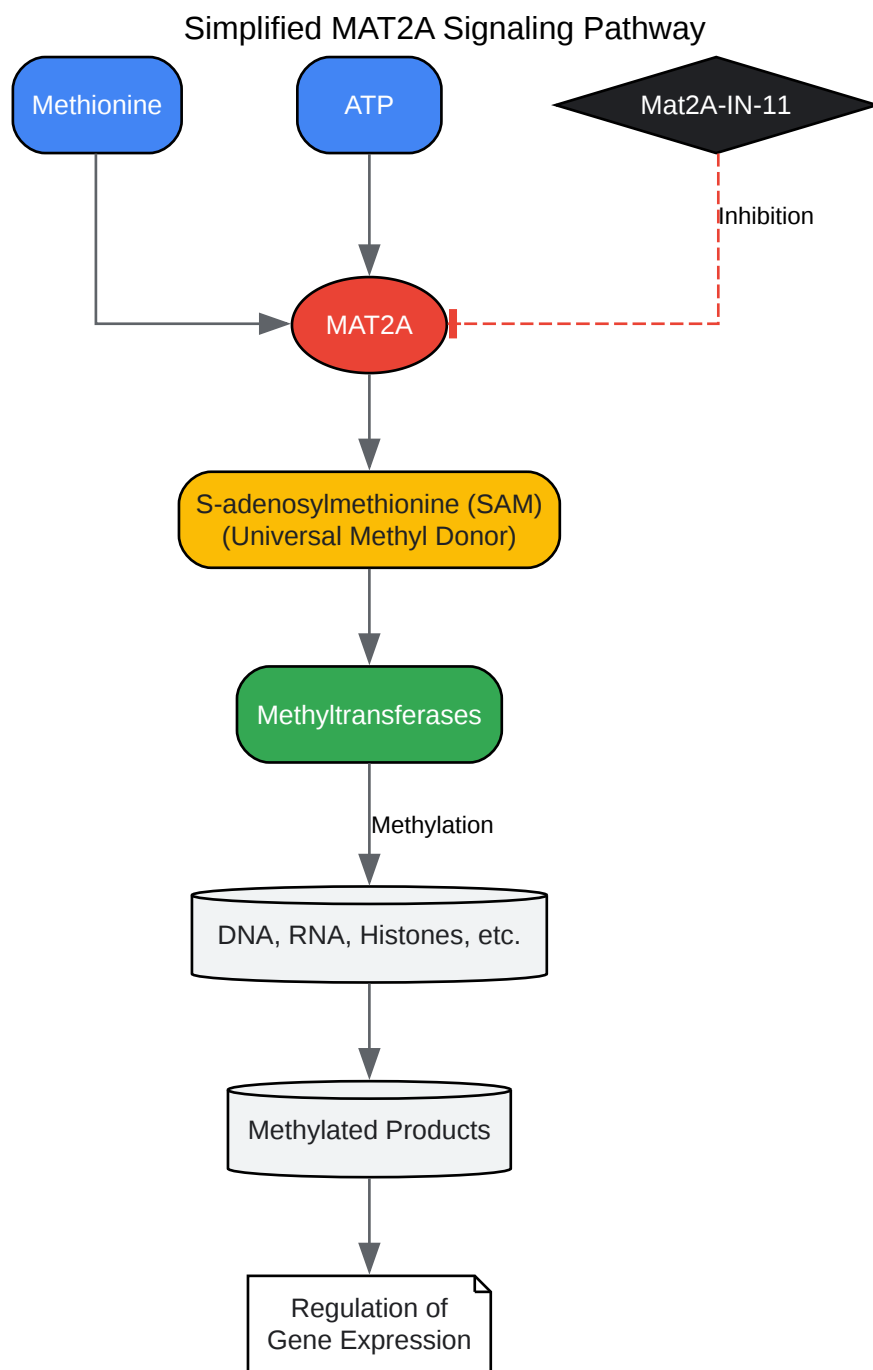 Simplified MAT2A Signaling Pathway
Methionine
ATP
Mat2A-IN-11
Inhibition
MAT2A
S-adenosylmethionine (SAM)
(Universal Methyl Donor)
Methyltransferases
Methylation
DNA, RNA, Histones, etc.
Methylated Products
Regulation of
Gene Expression